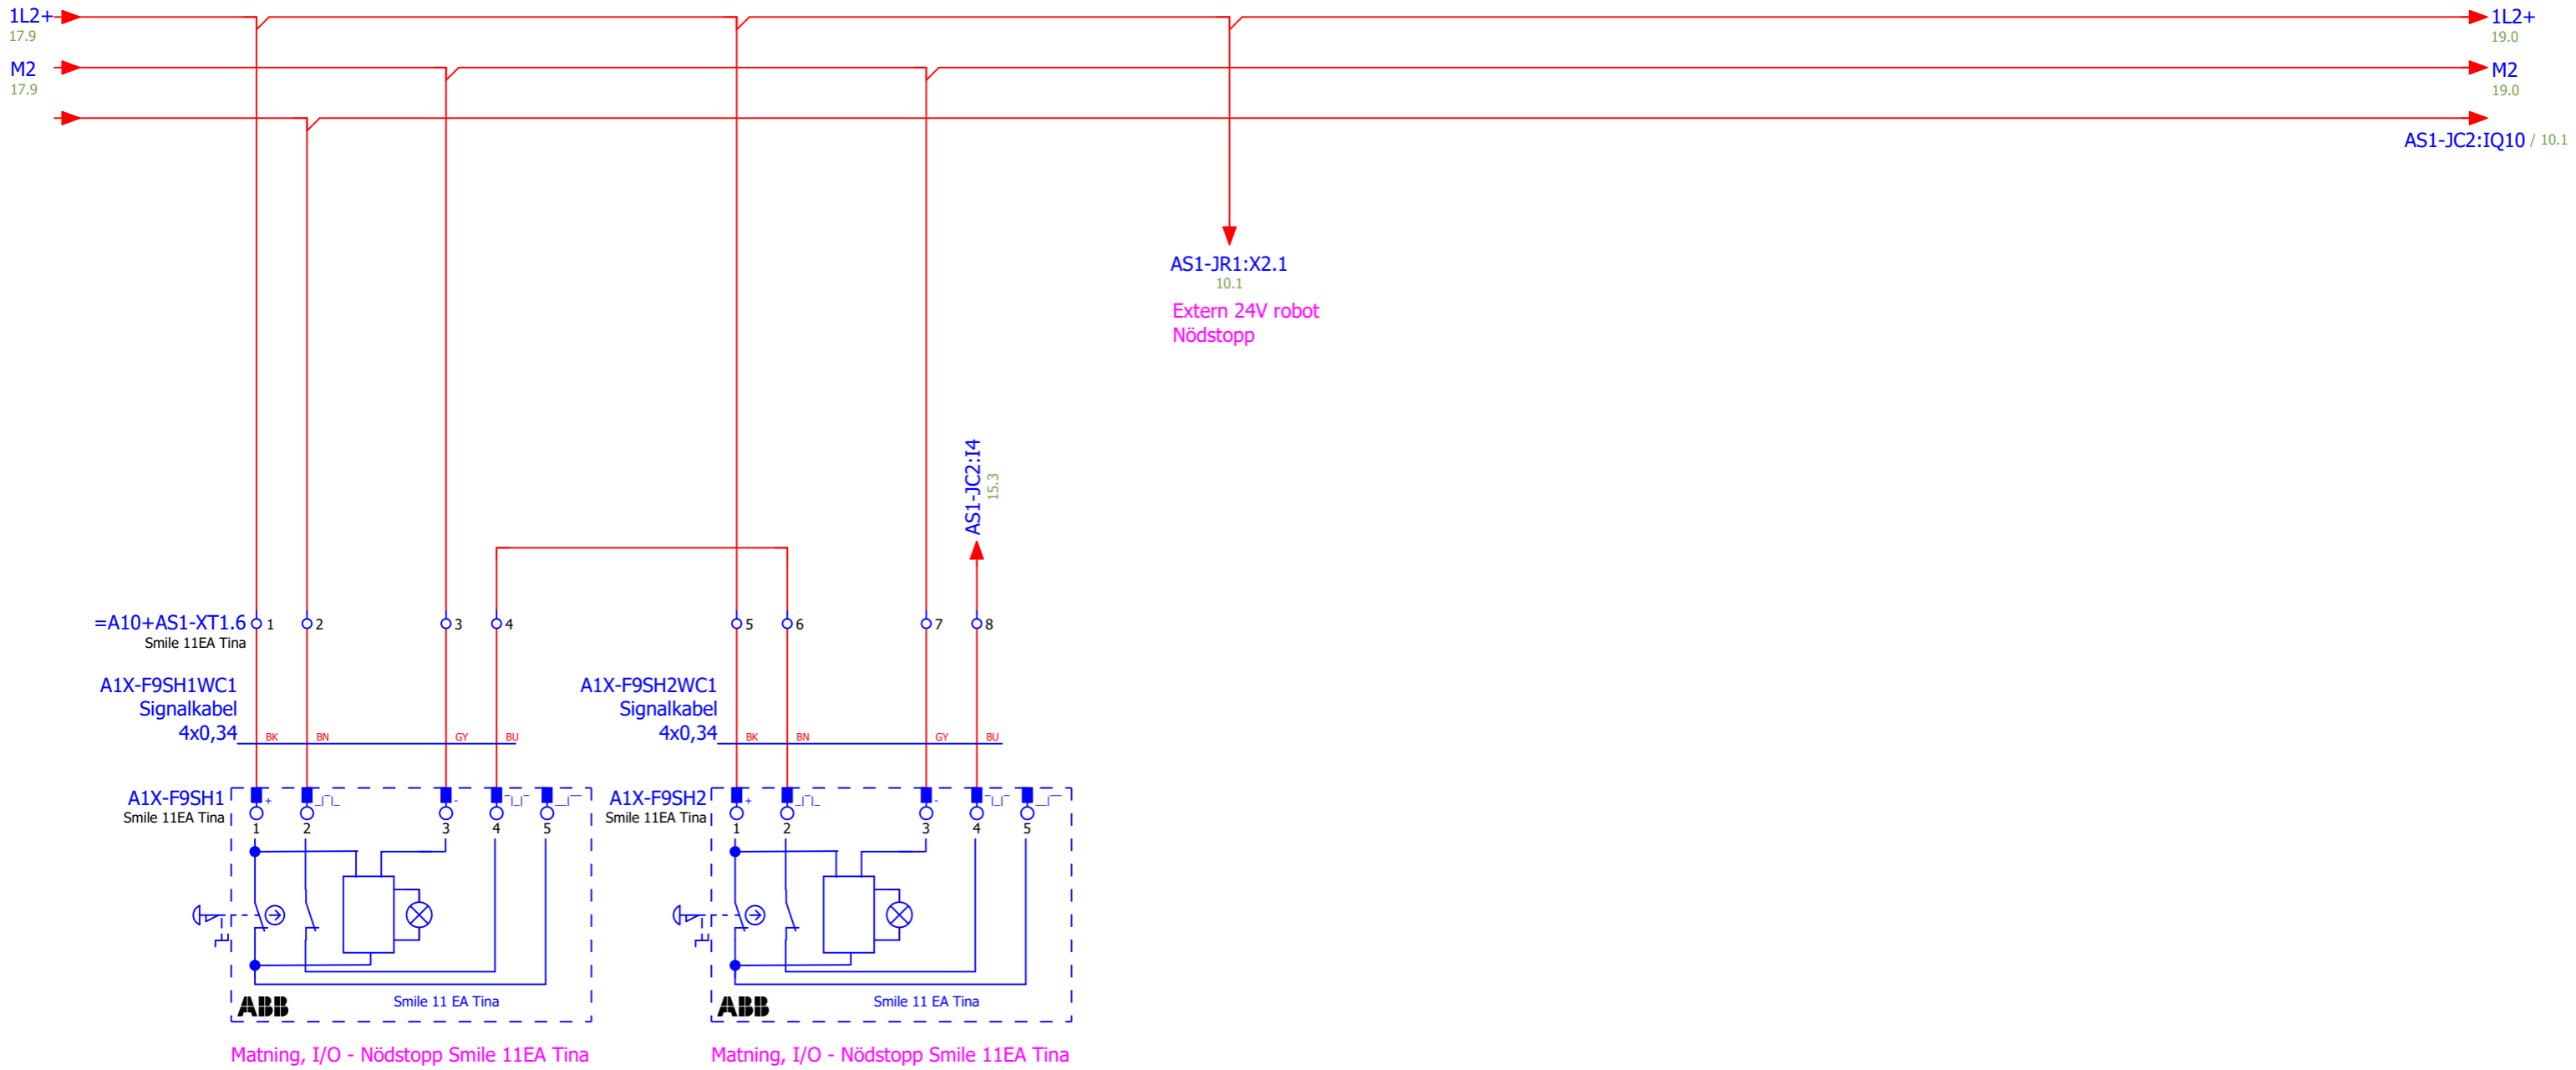 1L2+
17.9
1L2+
19.0
M2
17.9
M2
19.0
AS1-JC2:IQ10 / 10.1
AS1-JR1:X2.1
10.1
Extern 24V robot
Nödstopp
AS1-JC2:I4
15.3
=A10+AS1-XT1.6 1 2 3 4 5 6 7 8
Smile 11EA Tina
A1X-F9SH1WC1
Signalkabel
4x0,34
BK BN GY BU
A1X-F9SH2WC1
Signalkabel
4x0,34
BK BN GY BU
A1X-F9SH1
Smile 11EA Tina
+ -
1 2 3 4 5
ABB
Smile 11 EA Tina
Matning, I/O - Nödstopp Smile 11EA Tina
A1X-F9SH2
Smile 11EA Tina
+ -
1 2 3 4 5
ABB
Smile 11 EA Tina
Matning, I/O - Nödstopp Smile 11EA Tina